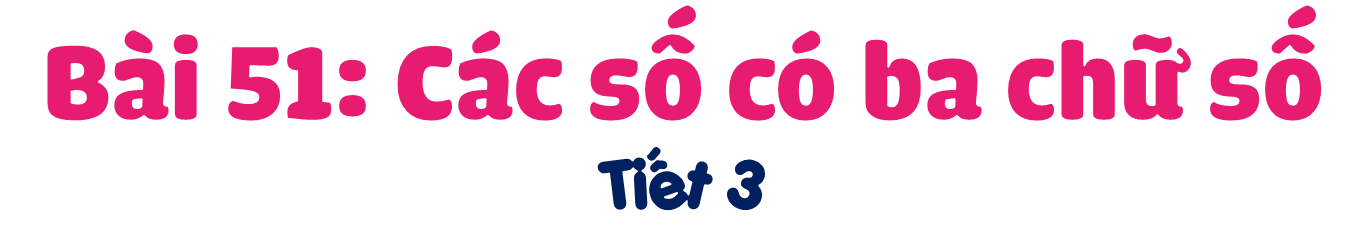 Bài 51: Các số có ba chữ số
Tiết 3